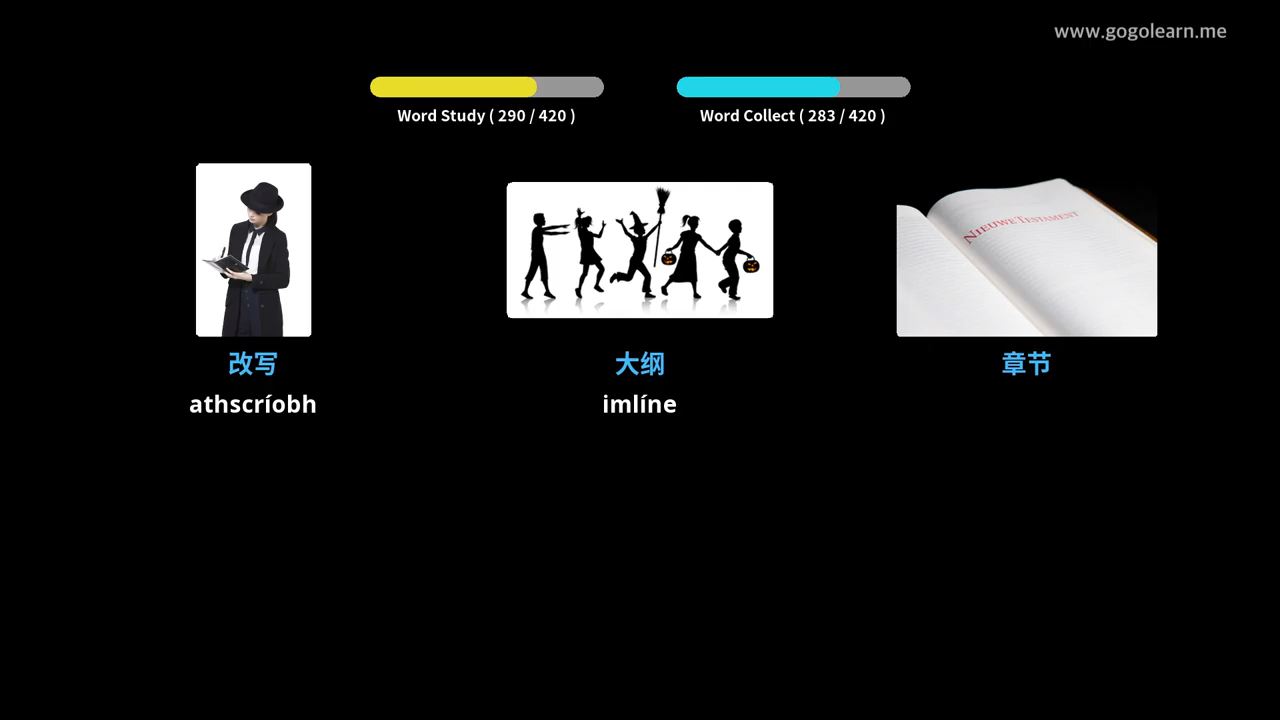 www.gogolearn.me
Word Study ( 290 / 420 )
Word Collect ( 283 / 420 )
NIEUWE TESTAMENT
改写
大纲
章节
athscríobh
imlíne